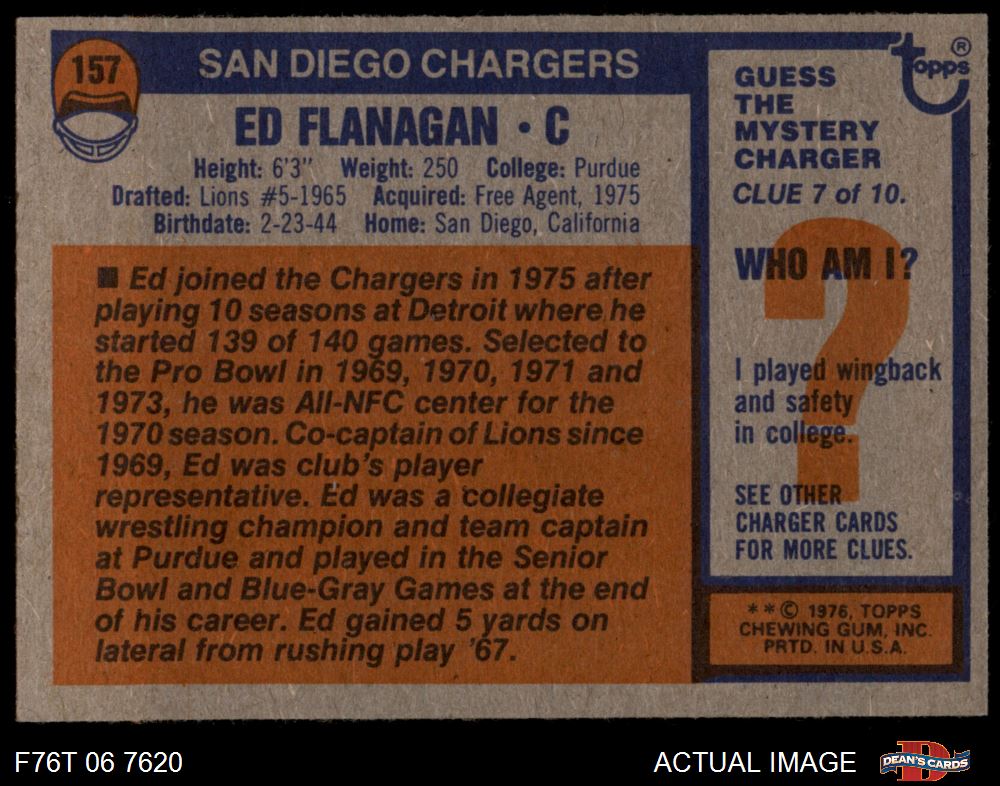 157
SAN DIEGO CHARGERS
ED FLANAGAN · C
Height: 6'3" Weight: 250 College: Purdue
Drafted: Lions #5-1965 Acquired: Free Agent, 1975
Birthdate: 2-23-44 Home: San Diego, California
■ Ed joined the Chargers in 1975 after
playing 10 seasons at Detroit where he
started 139 of 140 games. Selected to
the Pro Bowl in 1969, 1970, 1971 and
1973, he was All-NFC center for the
1970 season. Co-captain of Lions since
1969, Ed was club's player
representative. Ed was a collegiate
wrestling champion and team captain
at Purdue and played in the Senior
Bowl and Blue-Gray Games at the end
of his career. Ed gained 5 yards on
lateral from rushing play '67.
topps®
GUESS
THE
MYSTERY
CHARGER
CLUE 7 of 10.
WHO AM I?
?
I played wingback
and safety
in college.
SEE OTHER
CHARGER CARDS
FOR MORE CLUES.
**© 1976, TOPPS
CHEWING GUM, INC.
PRTD. IN U.S.A.
F76T 06 7620
ACTUAL IMAGE
D
DEAN'S CARDS